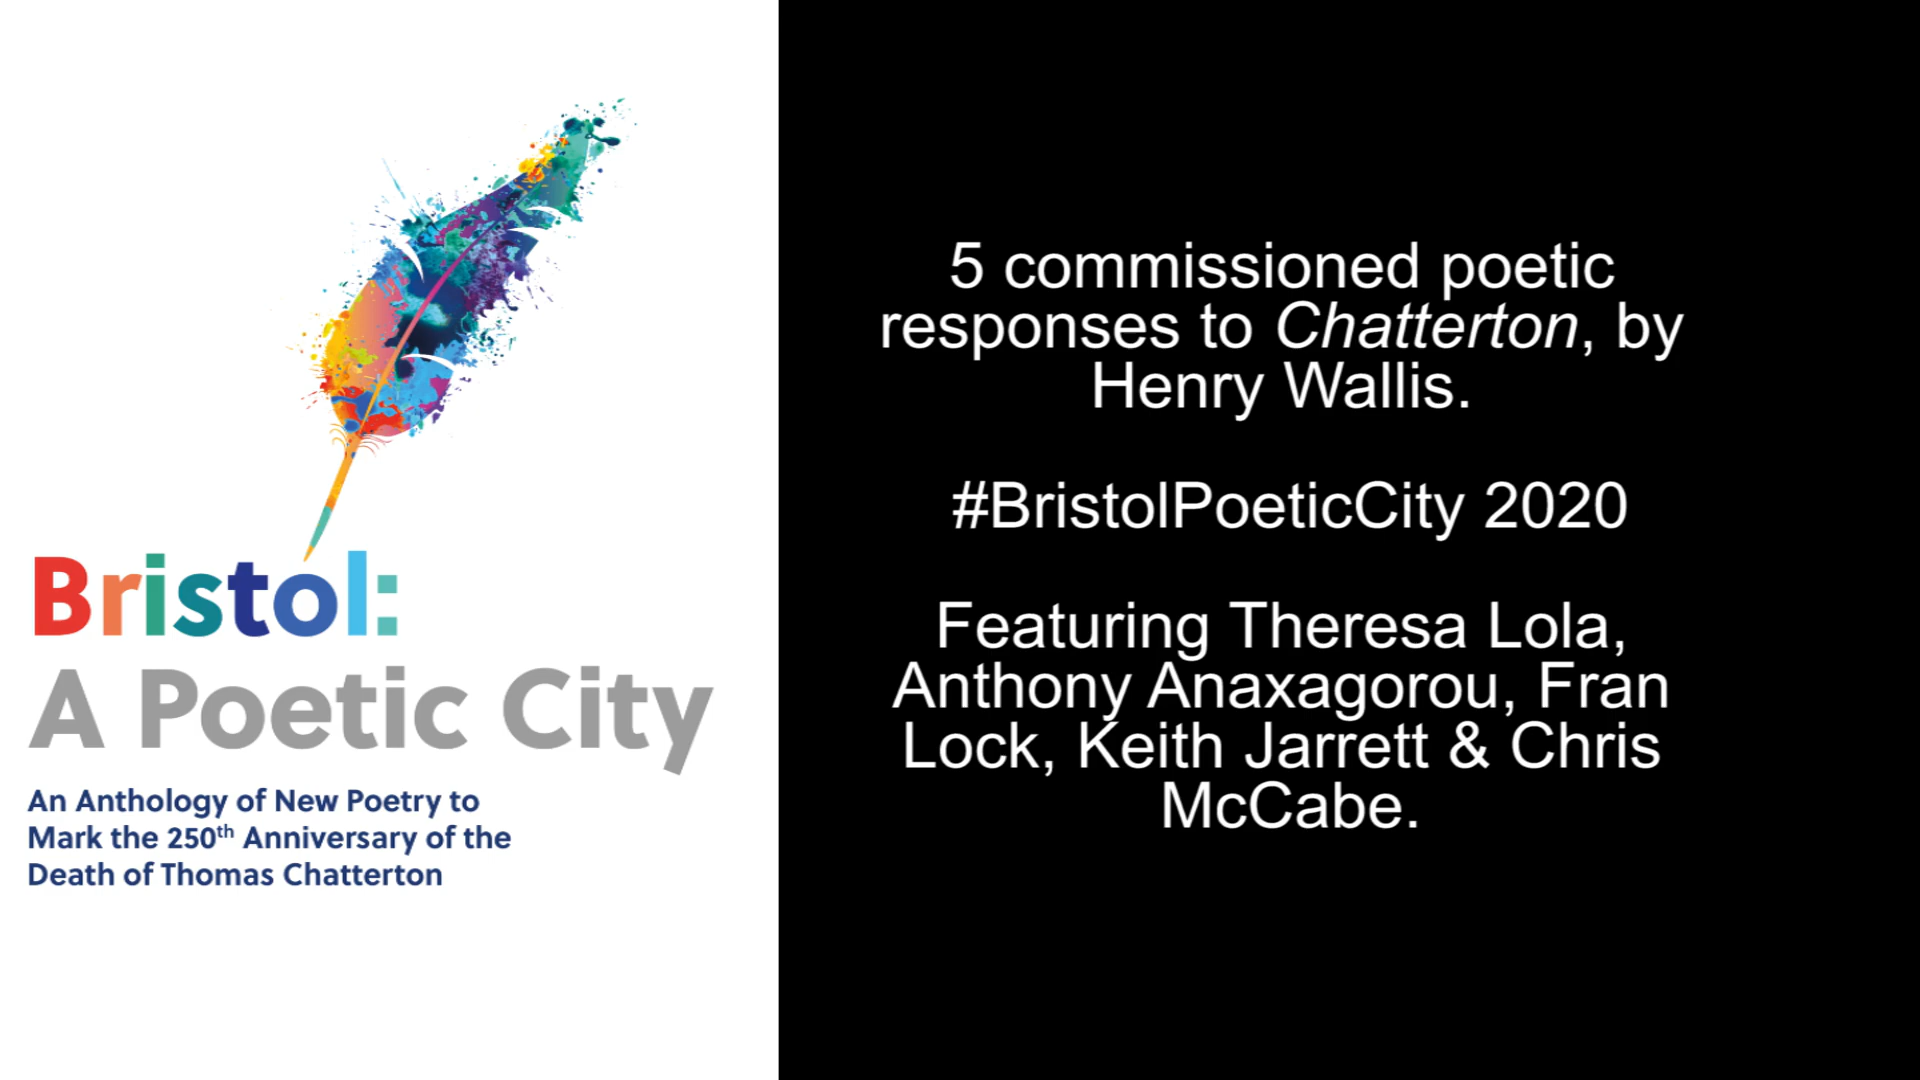 Bristol:
A Poetic City
An Anthology of New Poetry to
Mark the 250th Anniversary of the
Death of Thomas Chatterton
5 commissioned poetic
responses to Chatterton, by
Henry Wallis.
#BristolPoeticCity 2020
Featuring Theresa Lola,
Anthony Anaxagorou, Fran
Lock, Keith Jarrett & Chris
McCabe.